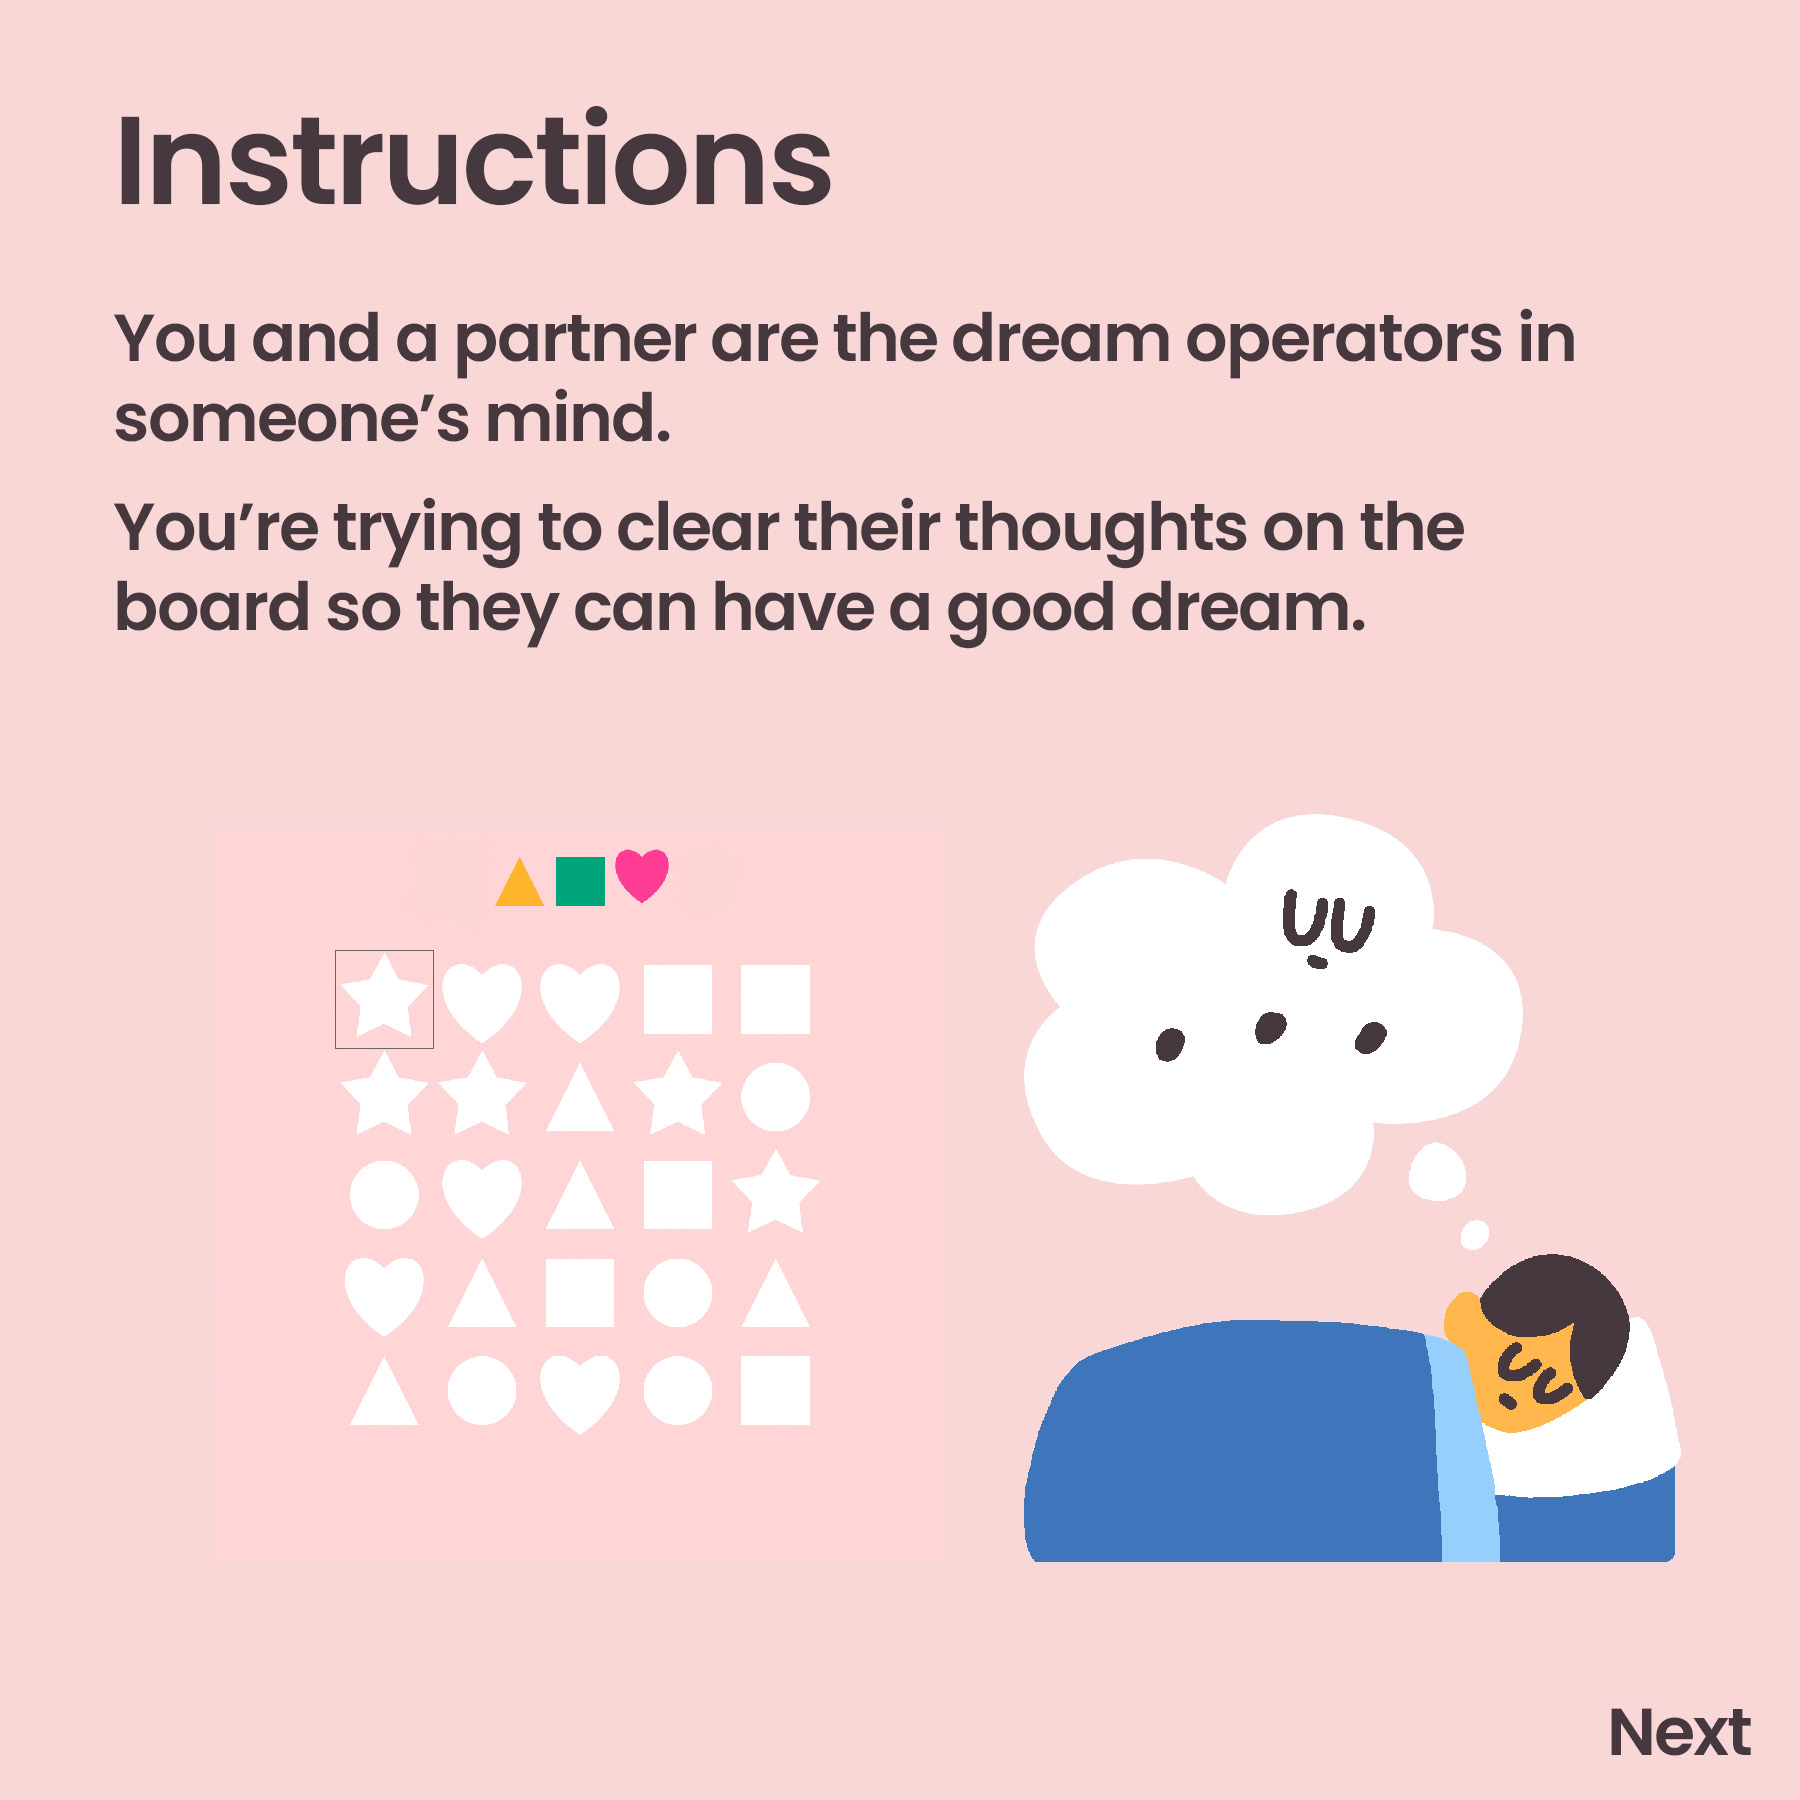 Instructions
You and a partner are the dream operators in
someone’s mind.
You’re trying to clear their thoughts on the
board so they can have a good dream.
Next